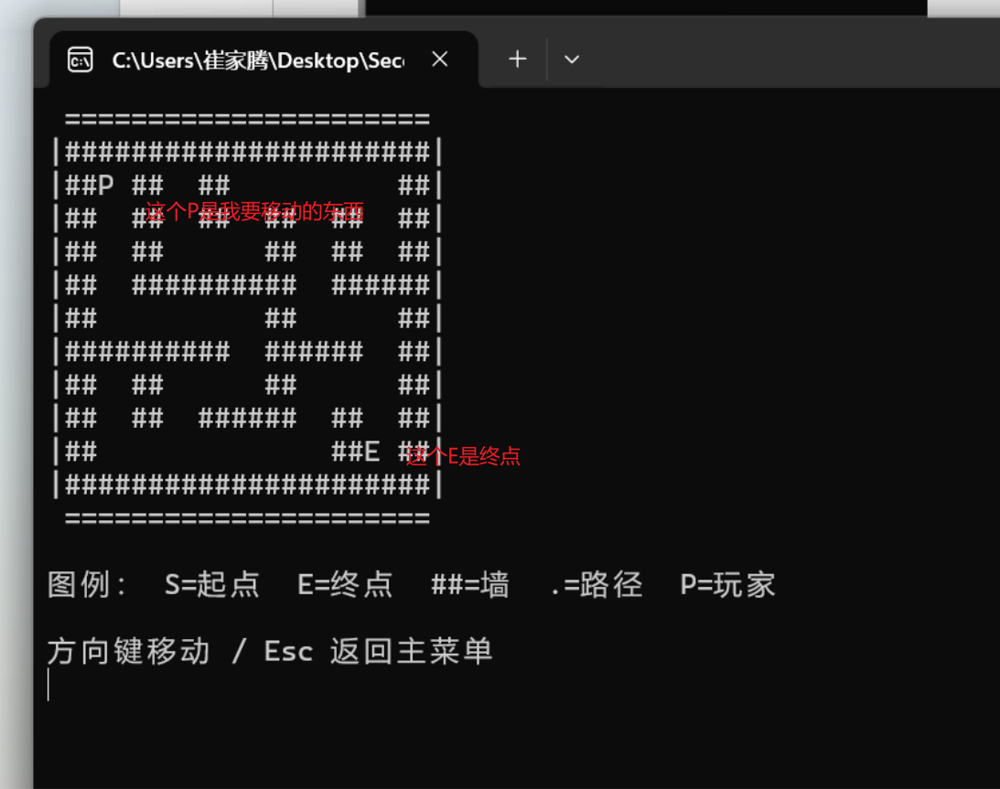 C:\Users\崔家腾\Desktop\Sec
======================
|######################|
|##P ##  ##          ##|
这个P是我要移动的东西
|##  ##  ##  ##  ##  ##|
|##  ##      ##  ##  ##|
|##  ##########  ######|
|##          ##      ##|
|##########  ######  ##|
|##  ##      ##      ##|
|##  ##  ######  ##  ##|
|##              ##E ##|
这个E是终点
|######################|
======================
图例： S=起点 E=终点 ##=墙 .=路径 P=玩家
方向键移动 / Esc 返回主菜单